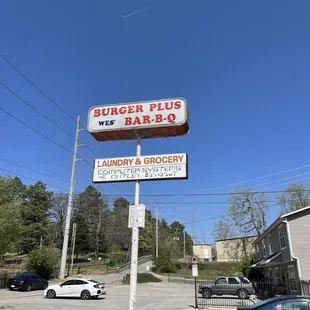 BURGER PLUS
WES' BAR-B-Q
LAUNDRY & GROCERY
COMPUTER SYSTEMS